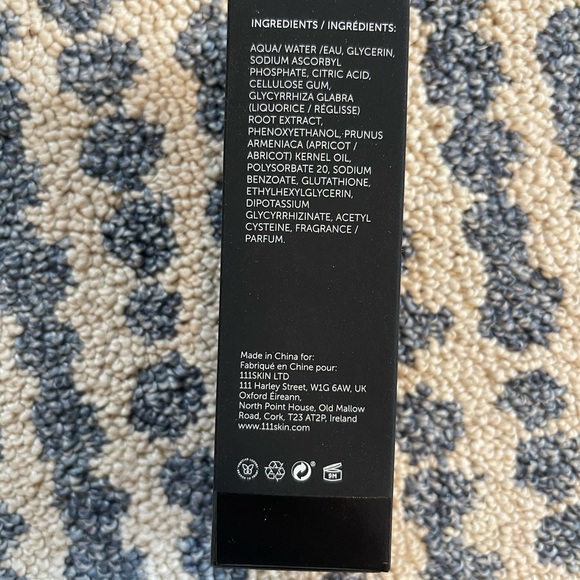 INGREDIENTS / INGRÉDIENTS:
AQUA/ WATER /EAU, GLYCERIN,
SODIUM ASCORBYL
PHOSPHATE, CITRIC ACID,
CELLULOSE GUM,
GLYCYRRHIZA GLABRA
(LIQUORICE / RÉGLISSE)
ROOT EXTRACT,
PHENOXYETHANOL, PRUNUS
ARMENIACA (APRICOT /
ABRICOT) KERNEL OIL,
POLYSORBATE 20, SODIUM
BENZOATE, GLUTATHIONE,
ETHYLHEXYLGLYCERIN,
DIPOTASSIUM
GLYCYRRHIZINATE, ACETYL
CYSTEINE, FRAGRANCE /
PARFUM.
Made in China for:
Fabriqué en Chine pour:
111SKIN LTD
111 Harley Street, W1G 6AW, UK
Oxford Éireann,
North Point House, Old Mallow
Road, Cork, T23 AT2P, Ireland
www.111skin.com
9M